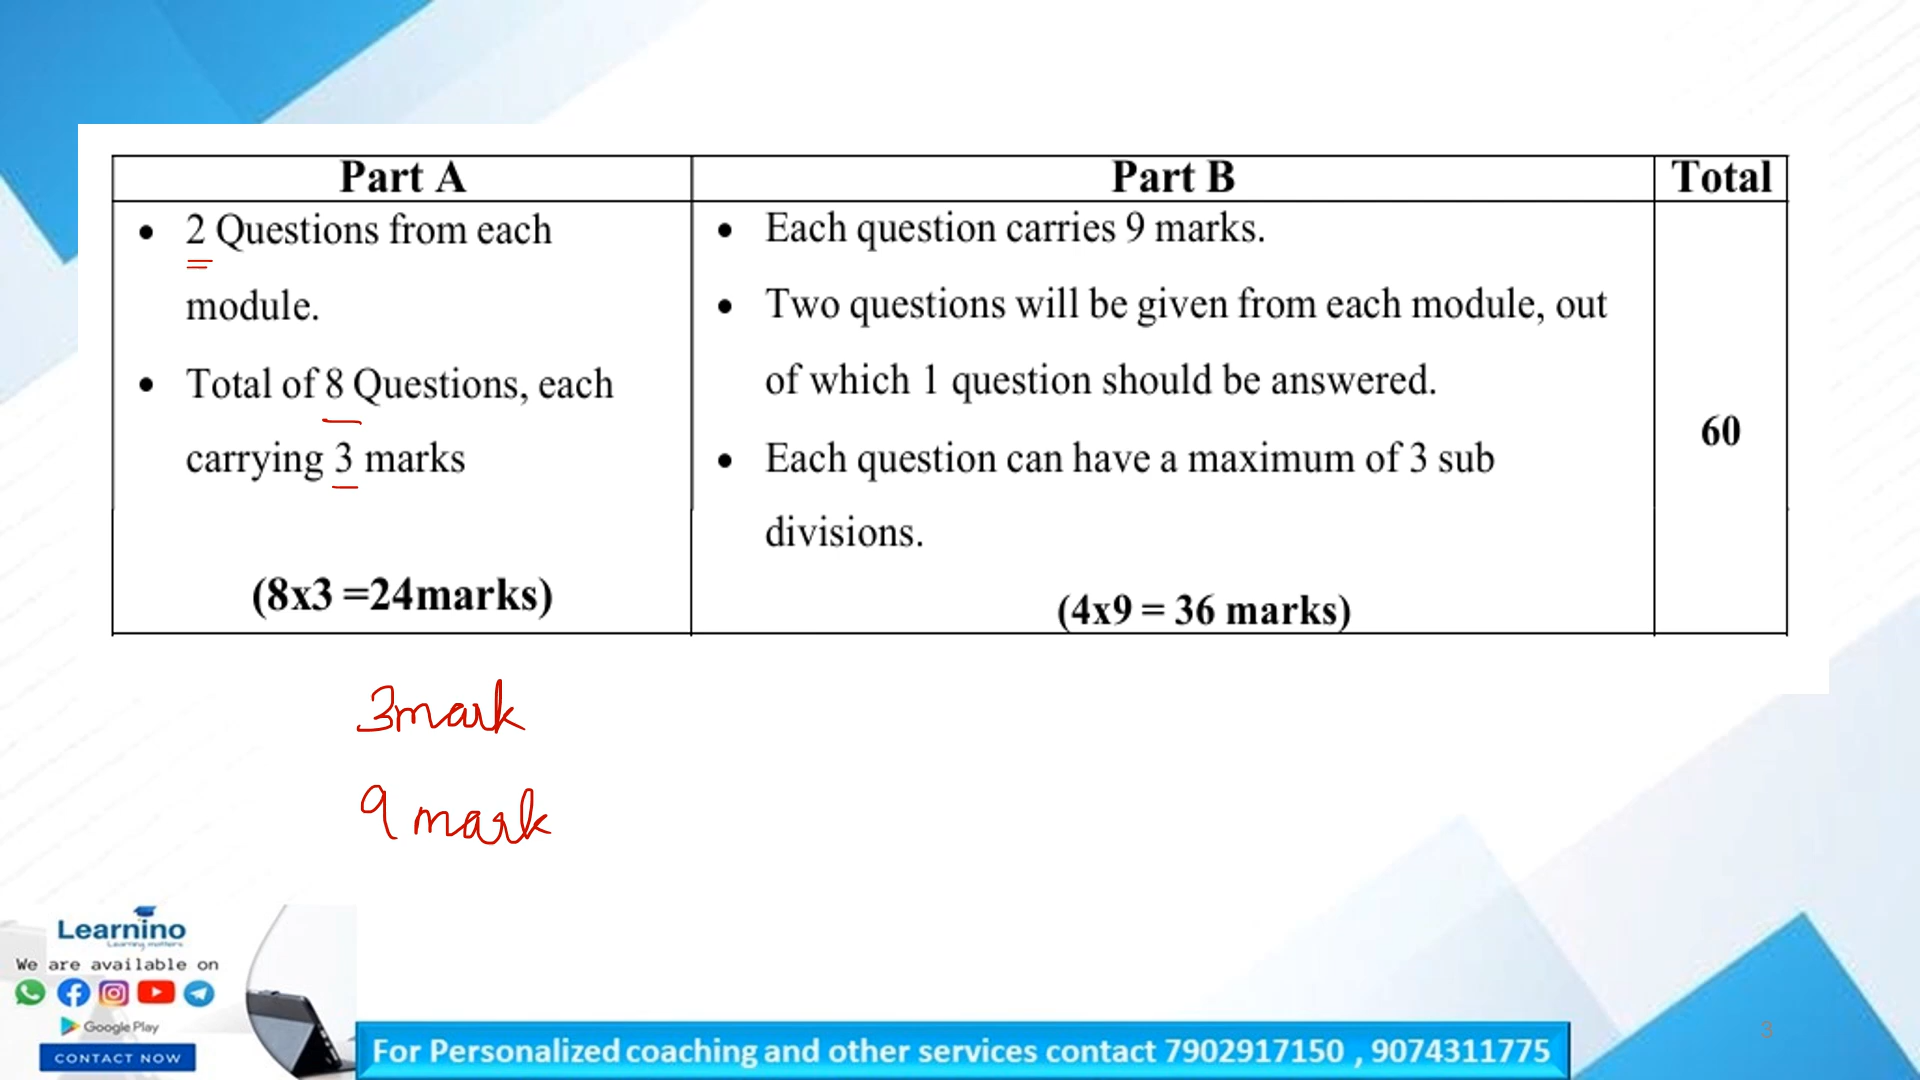 Part A
Part B
Total
• 2 Questions from each
module.
• Total of 8 Questions, each
carrying 3 marks
(8x3 =24marks)
• Each question carries 9 marks.
• Two questions will be given from each module, out
of which 1 question should be answered.
• Each question can have a maximum of 3 sub
divisions.
(4x9 = 36 marks)
60
3mark
9 mark
Learnino
Learning matters
We are available on
Google Play
CONTACT NOW
For Personalized coaching and other services contact 7902917150 , 9074311775
3